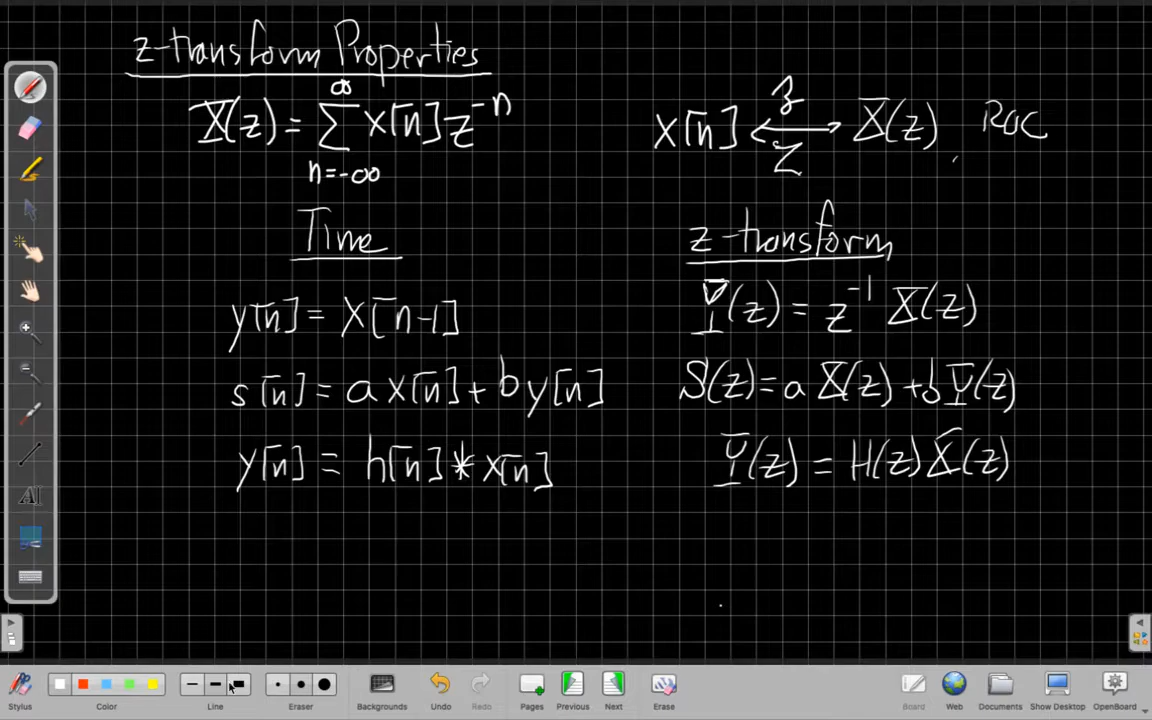 z-transform Properties
X(z) = ∑_{n=-∞}^{∞} x[n] z^{-n}
x[n] ⟷ X(z) ROC
Time
z-transform
y[n] = x[n-1]
Y(z) = z^{-1} X(z)
s[n] = a x[n] + b y[n]
S(z) = a X(z) + b Y(z)
y[n] = h[n] * x[n]
Y(z) = H(z) X(z)
Stylus
Color
Line
Eraser
Backgrounds
Undo
Redo
Pages
Previous
Next
Erase
Board
Web
Documents
Show Desktop
OpenBoard